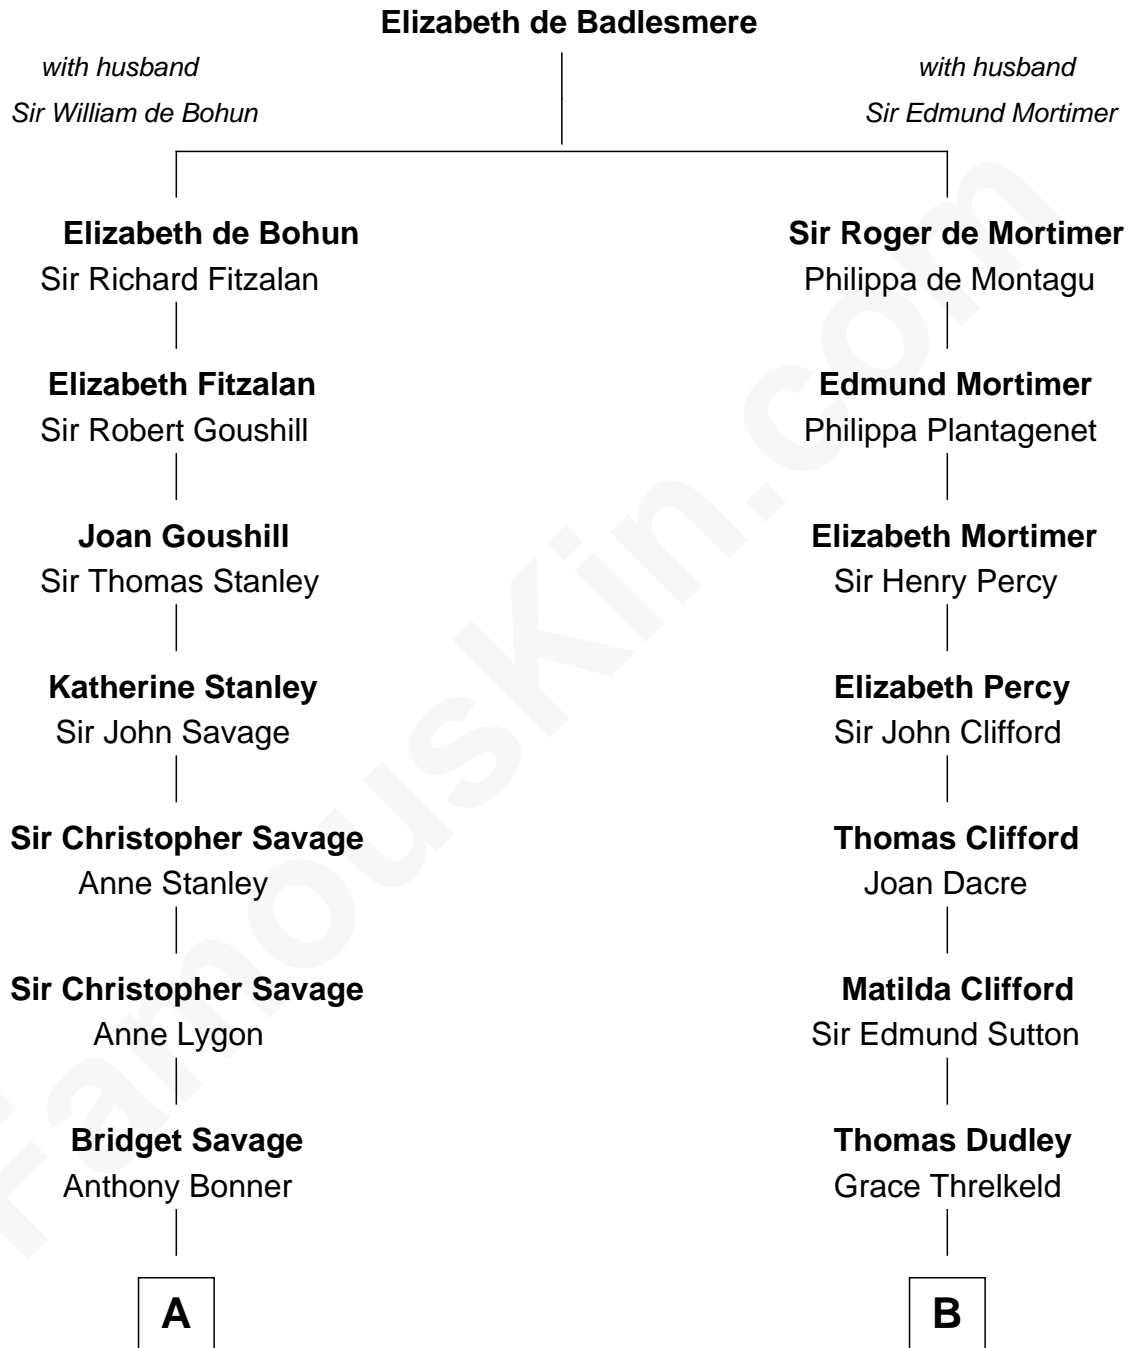 Elizabeth de Badlesmere
with husband
Sir William de Bohun
with husband
Sir Edmund Mortimer
Elizabeth de Bohun
Sir Richard Fitzalan
Sir Roger de Mortimer
Philippa de Montagu
Elizabeth Fitzalan
Sir Robert Goushill
Edmund Mortimer
Philippa Plantagenet
Joan Goushill
Sir Thomas Stanley
Elizabeth Mortimer
Sir Henry Percy
Katherine Stanley
Sir John Savage
Elizabeth Percy
Sir John Clifford
Sir Christopher Savage
Anne Stanley
Thomas Clifford
Joan Dacre
Sir Christopher Savage
Anne Lygon
Matilda Clifford
Sir Edmund Sutton
Bridget Savage
Anthony Bonner
Thomas Dudley
Grace Threlkeld
A
B
FamousKin.com